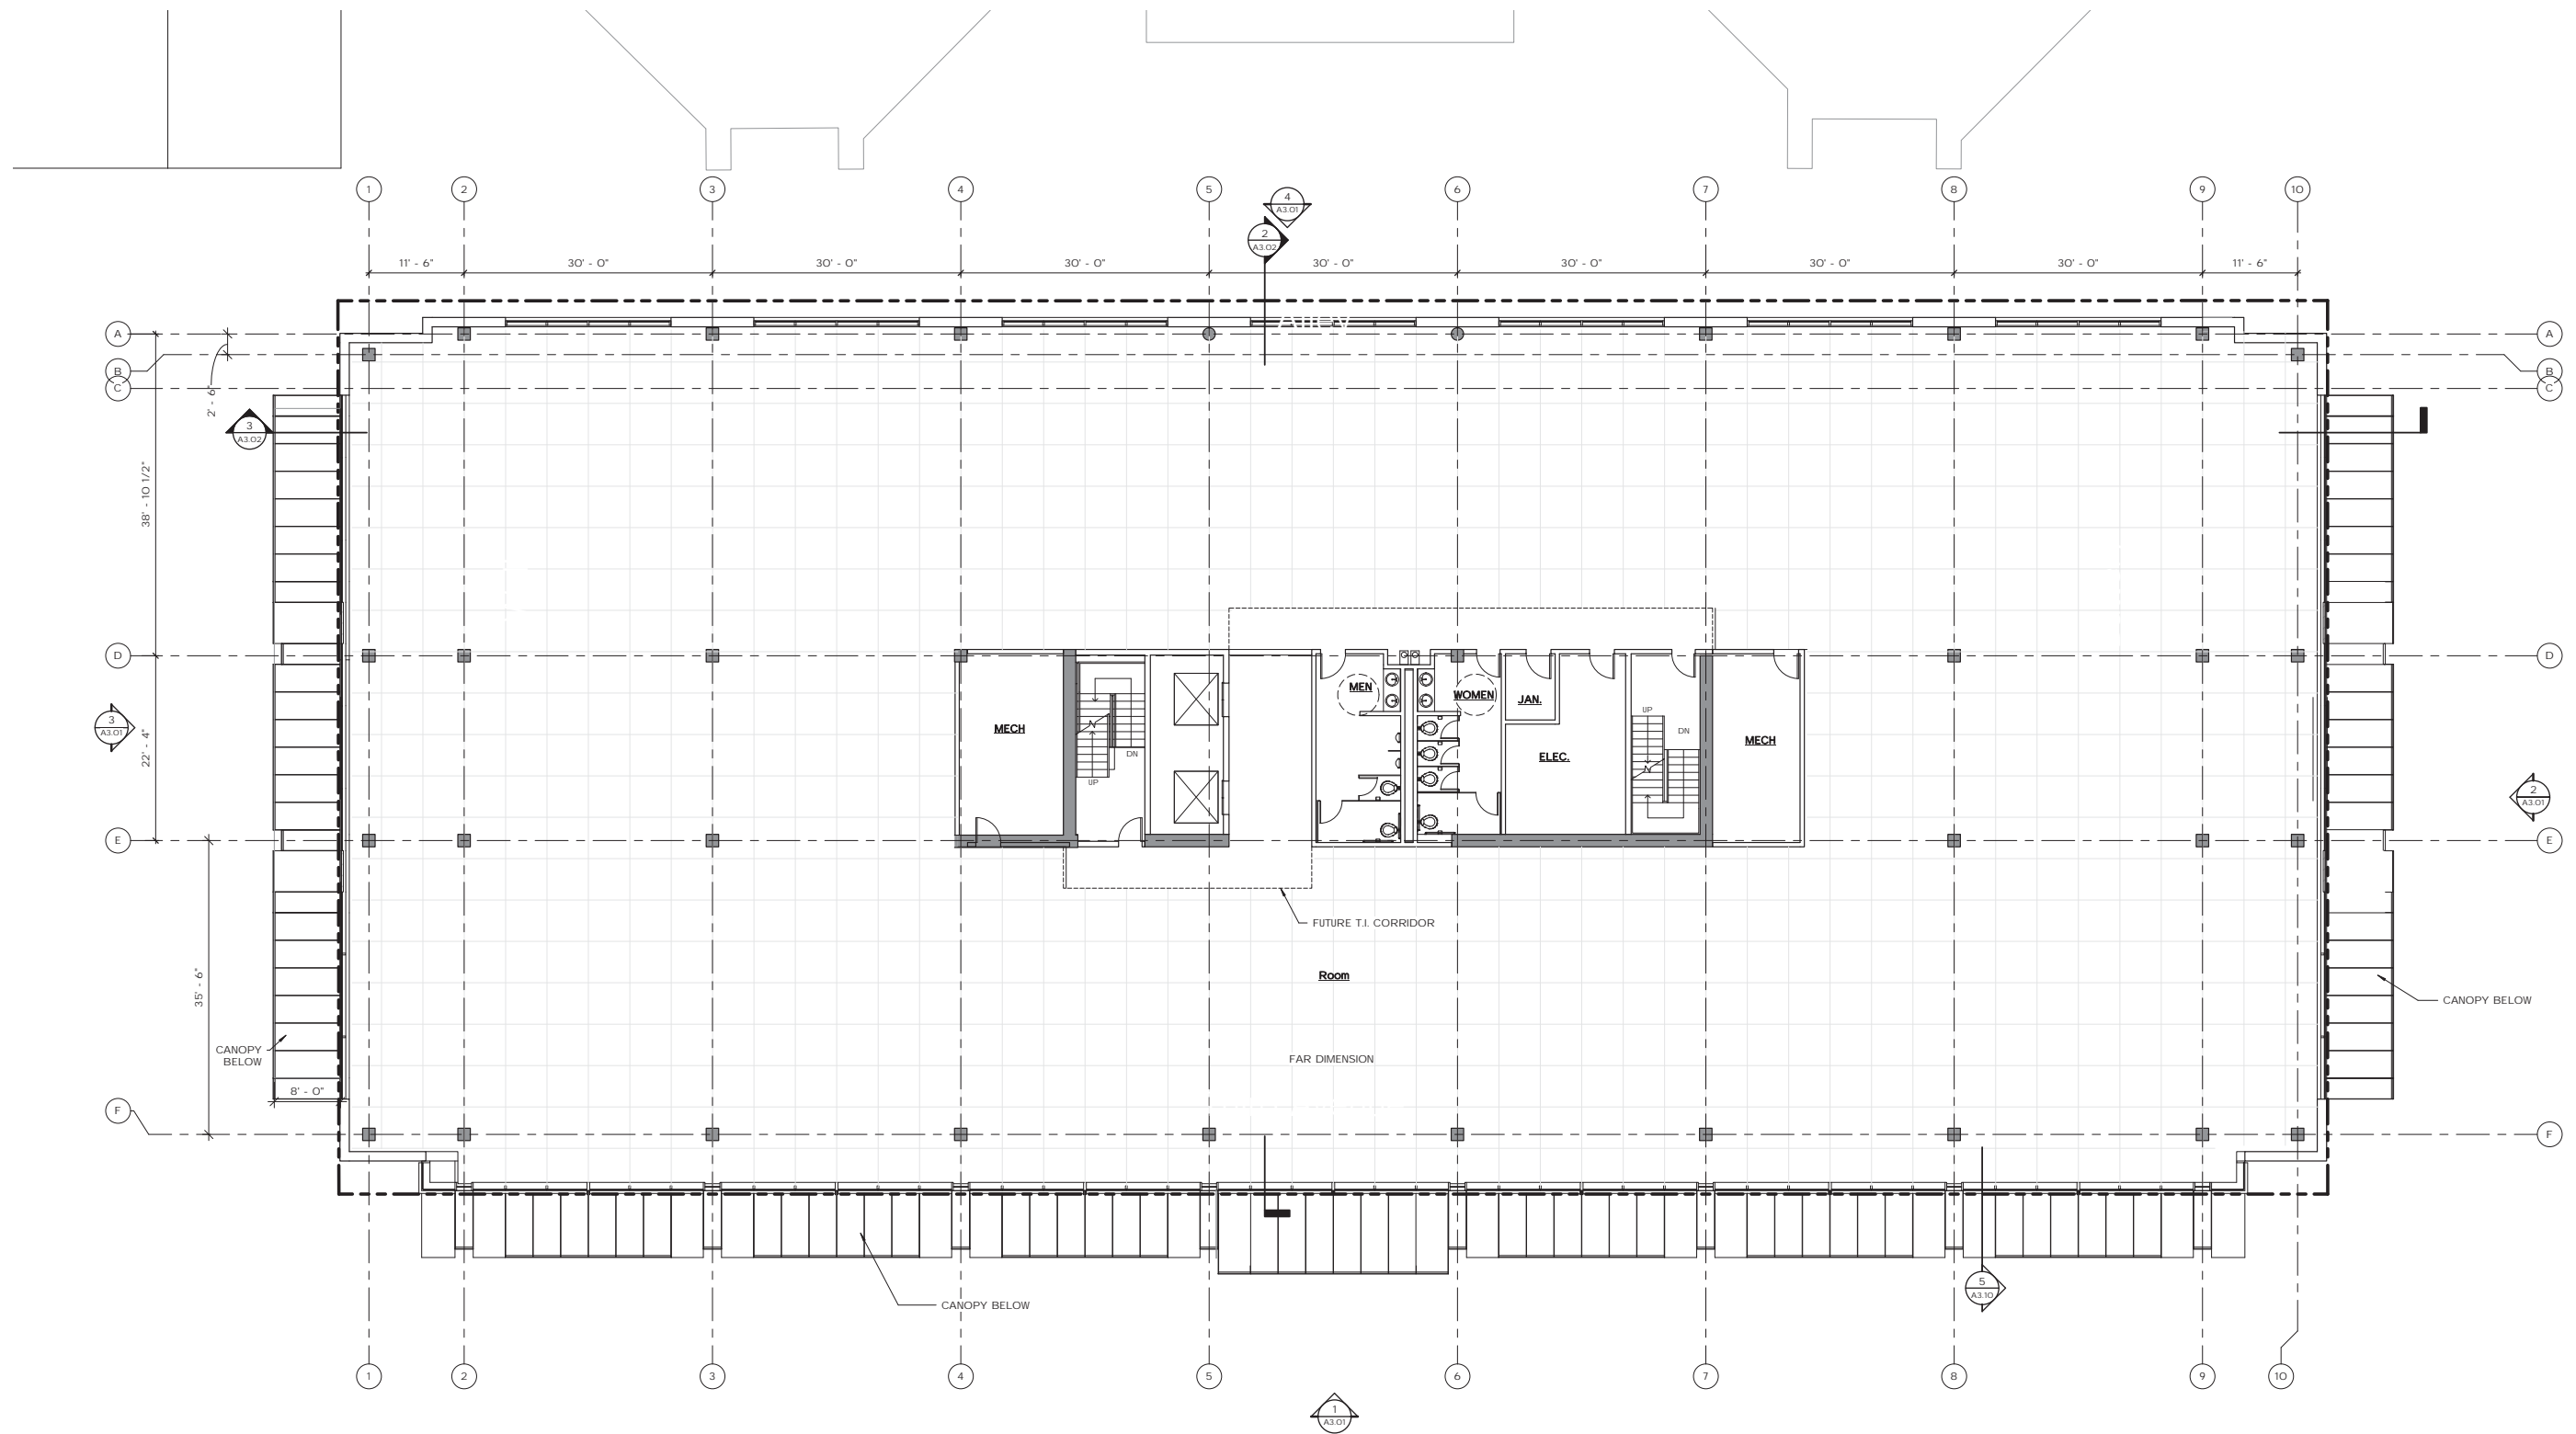 1 2 3 4 5 6 7 8 9 10
4
A3.01
2
A3.02
11' - 6" 30' - 0" 30' - 0" 30' - 0" 30' - 0" 30' - 0" 30' - 0" 30' - 0" 11' - 6"
A A
B B
C C
2' - 6"
3
A3.02
38' - 10 1/2"
D D
MEN
WOMEN
JAN.
UP
3
A3.01
22' - 4"
MECH
DN
DN
MECH
ELEC.
UP
2
A3.01
E E
FUTURE T.I. CORRIDOR
35' - 6"
Room
CANOPY BELOW
CANOPY
BELOW
FAR DIMENSION
8' - 0"
F F
5
A3.10
CANOPY BELOW
1 2 3 4 5 6 7 8 9 10
1
A3.01